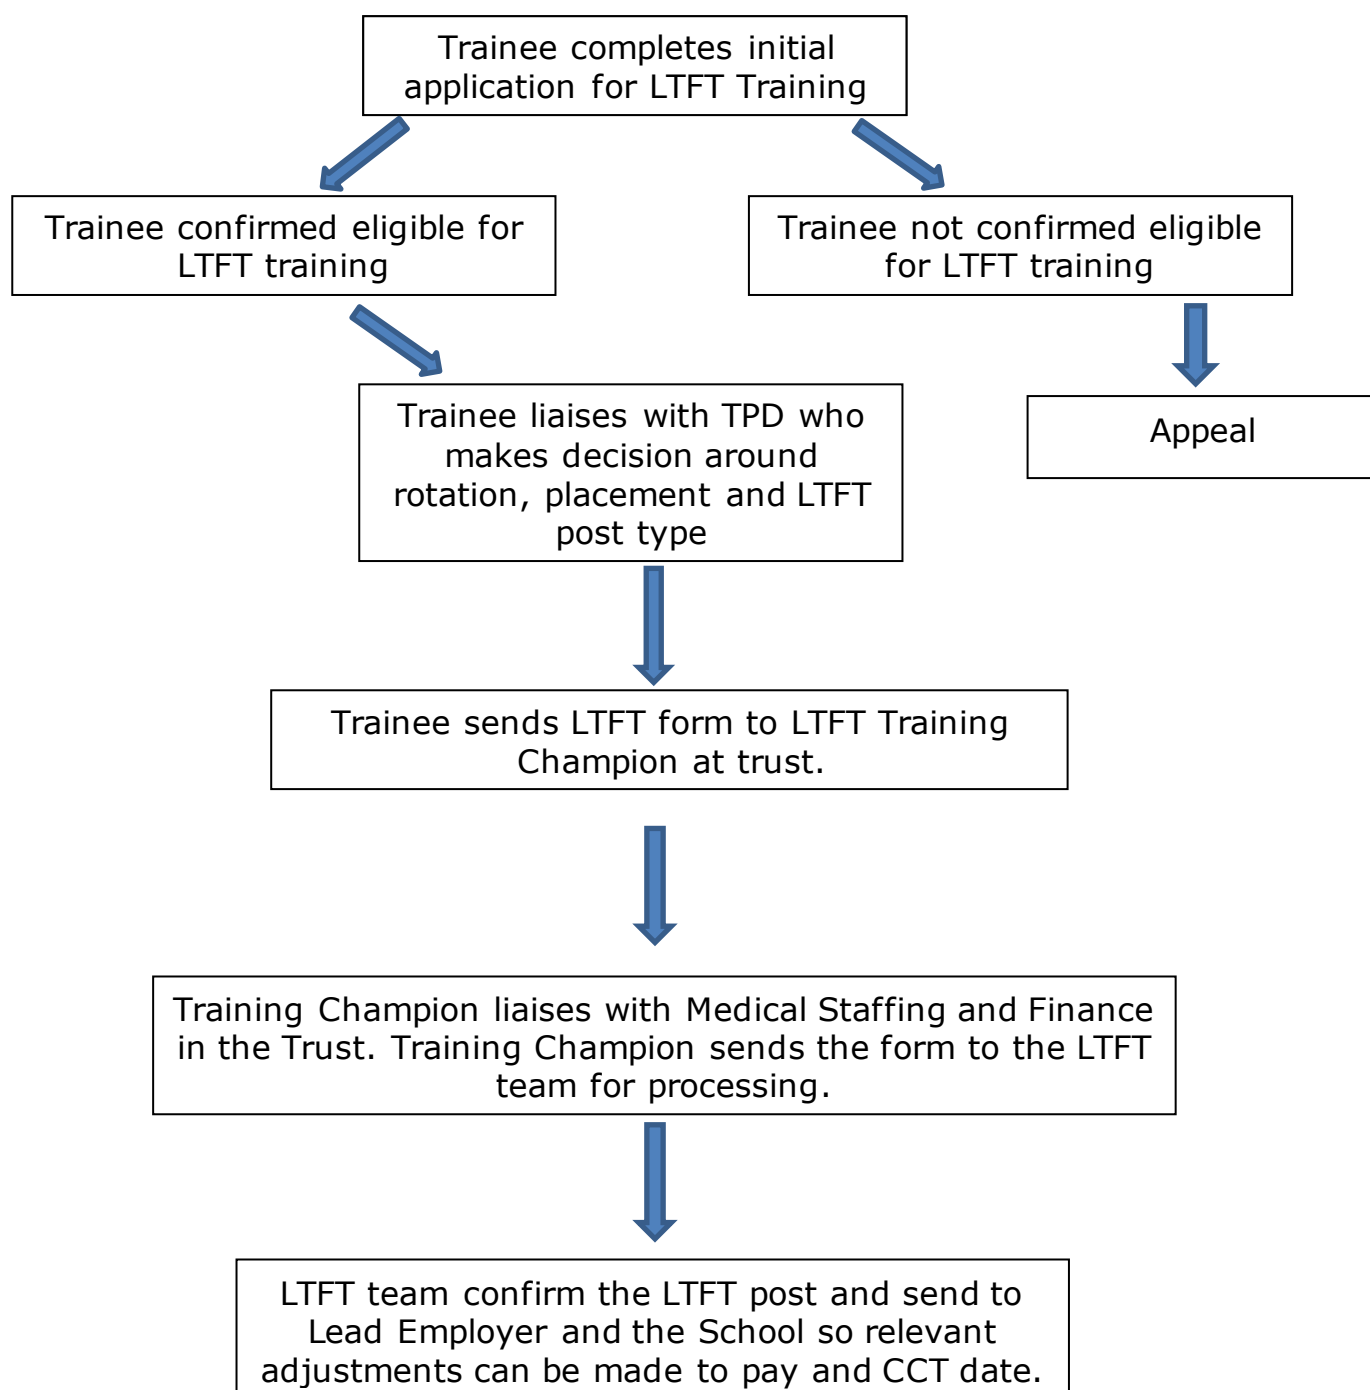 Trainee completes initial
application for LTFT Training
Trainee confirmed eligible for
LTFT training
Trainee not confirmed eligible
for LTFT training
Trainee liaises with TPD who
makes decision around
rotation, placement and LTFT
post type
Appeal
Trainee sends LTFT form to LTFT Training
Champion at trust.
Training Champion liaises with Medical Staffing and Finance
in the Trust. Training Champion sends the form to the LTFT
team for processing.
LTFT team confirm the LTFT post and send to
Lead Employer and the School so relevant
adjustments can be made to pay and CCT date.